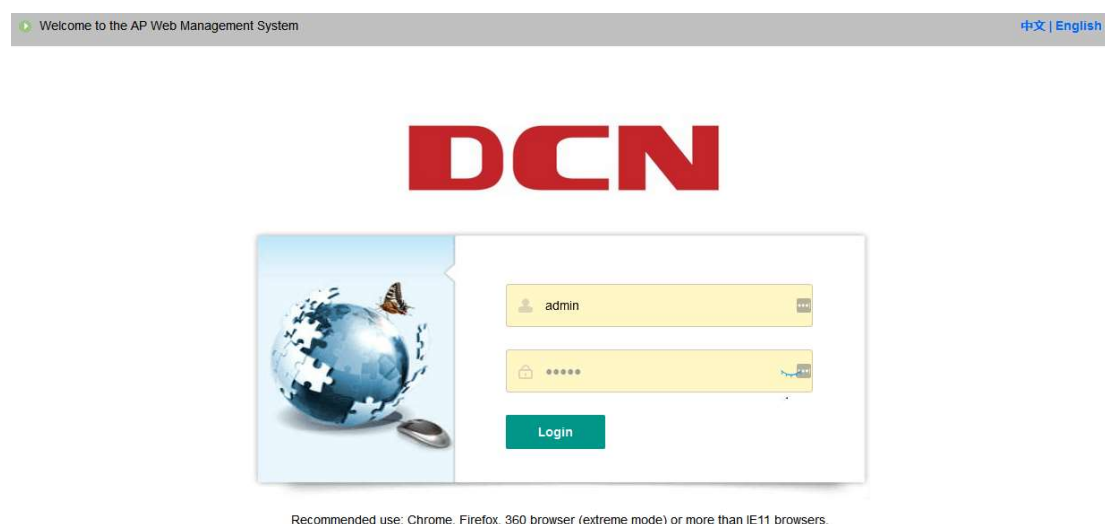 Welcome to the AP Web Management System
中文 | English
DCN
admin
•••••
Login
Recommended use: Chrome, Firefox, 360 browser (extreme mode) or more than IE11 browsers.